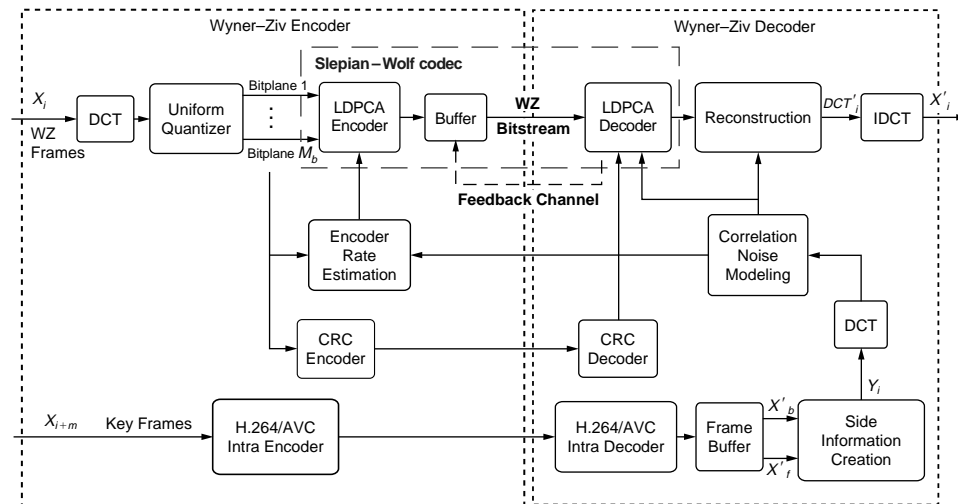 Wyner–Ziv Encoder
Wyner–Ziv Decoder
Slepian–Wolf codec
X_i
WZ
Frames
DCT
Uniform
Quantizer
Bitplane 1
⋮
Bitplane M_b
LDPCA
Encoder
Buffer
WZ
Bitstream
LDPCA
Decoder
Reconstruction
DCT'_i
IDCT
X'_i
Feedback Channel
Encoder
Rate
Estimation
Correlation
Noise
Modeling
CRC
Encoder
CRC
Decoder
DCT
Y_i
X_{i+m}
Key Frames
H.264/AVC
Intra Encoder
H.264/AVC
Intra Decoder
Frame
Buffer
X'_b
X'_f
Side
Information
Creation